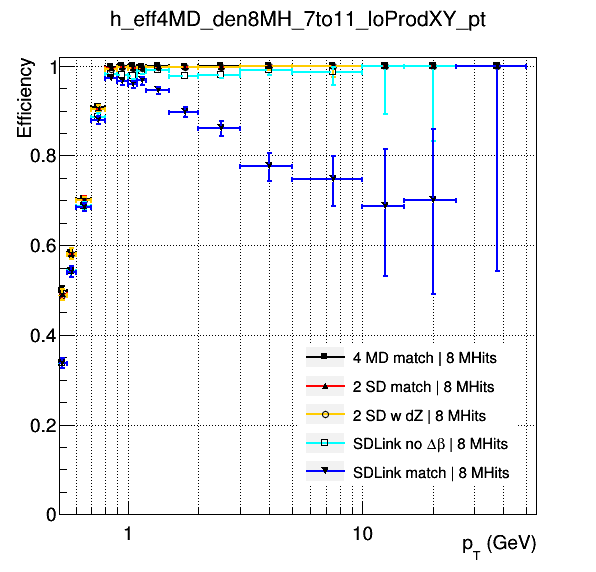 h_eff4MD_den8MH_7to11_loProdXY_pt
Efficiency
1
0.8
0.6
0.4
0.2
0
4 MD match | 8 MHits
2 SD match | 8 MHits
2 SD w dZ | 8 MHits
SDLink no Δβ | 8 MHits
SDLink match | 8 MHits
1 10
p_T (GeV)